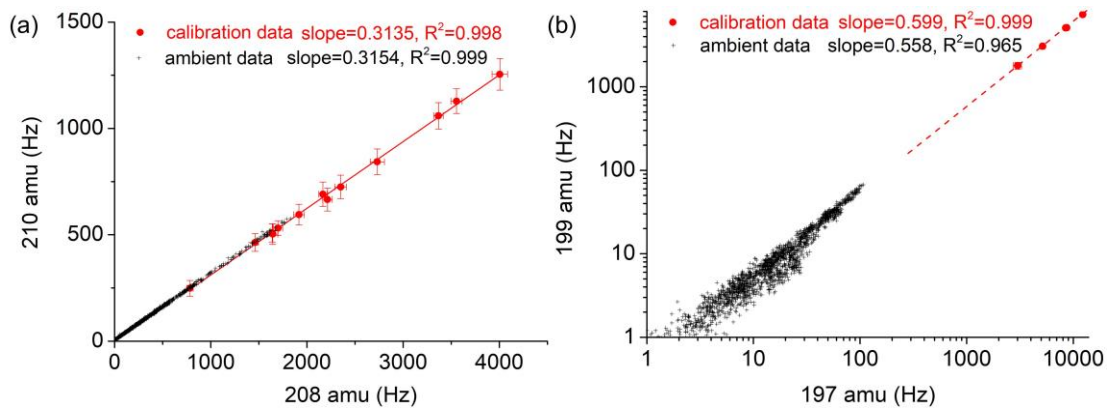 (a)
calibration data slope=0.3135, R²=0.998
ambient data slope=0.3154, R²=0.999
1500
1000
500
0
210 amu (Hz)
0 1000 2000 3000 4000
208 amu (Hz)
(b)
calibration data slope=0.599, R²=0.999
ambient data slope=0.558, R²=0.965
1000
100
10
1
199 amu (Hz)
1 10 100 1000 10000
197 amu (Hz)